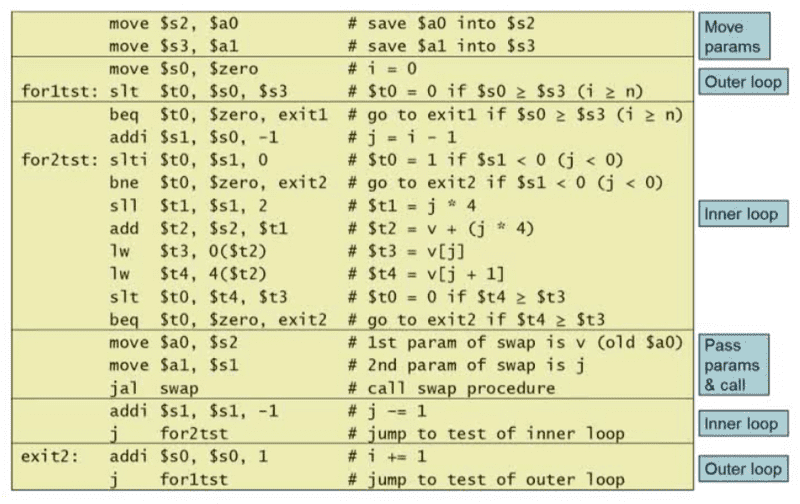 move $s2, $a0 # save $a0 into $s2
move $s3, $a1 # save $a1 into $s3
Move
params
move $s0, $zero # i = 0
for1tst: slt $t0, $s0, $s3 # $t0 = 0 if $s0 ≥ $s3 (i ≥ n)
Outer loop
beq $t0, $zero, exit1 # go to exit1 if $s0 ≥ $s3 (i ≥ n)
addi $s1, $s0, -1 # j = i - 1
for2tst: slti $t0, $s1, 0 # $t0 = 1 if $s1 < 0 (j < 0)
bne $t0, $zero, exit2 # go to exit2 if $s1 < 0 (j < 0)
sll $t1, $s1, 2 # $t1 = j * 4
add $t2, $s2, $t1 # $t2 = v + (j * 4)
lw $t3, 0($t2) # $t3 = v[j]
lw $t4, 4($t2) # $t4 = v[j + 1]
slt $t0, $t4, $t3 # $t0 = 0 if $t4 ≥ $t3
beq $t0, $zero, exit2 # go to exit2 if $t4 ≥ $t3
Inner loop
move $a0, $s2 # 1st param of swap is v (old $a0)
move $a1, $s1 # 2nd param of swap is j
jal swap # call swap procedure
Pass
params
& call
addi $s1, $s1, -1 # j -= 1
j for2tst # jump to test of inner loop
Inner loop
exit2: addi $s0, $s0, 1 # i += 1
j for1tst # jump to test of outer loop
Outer loop